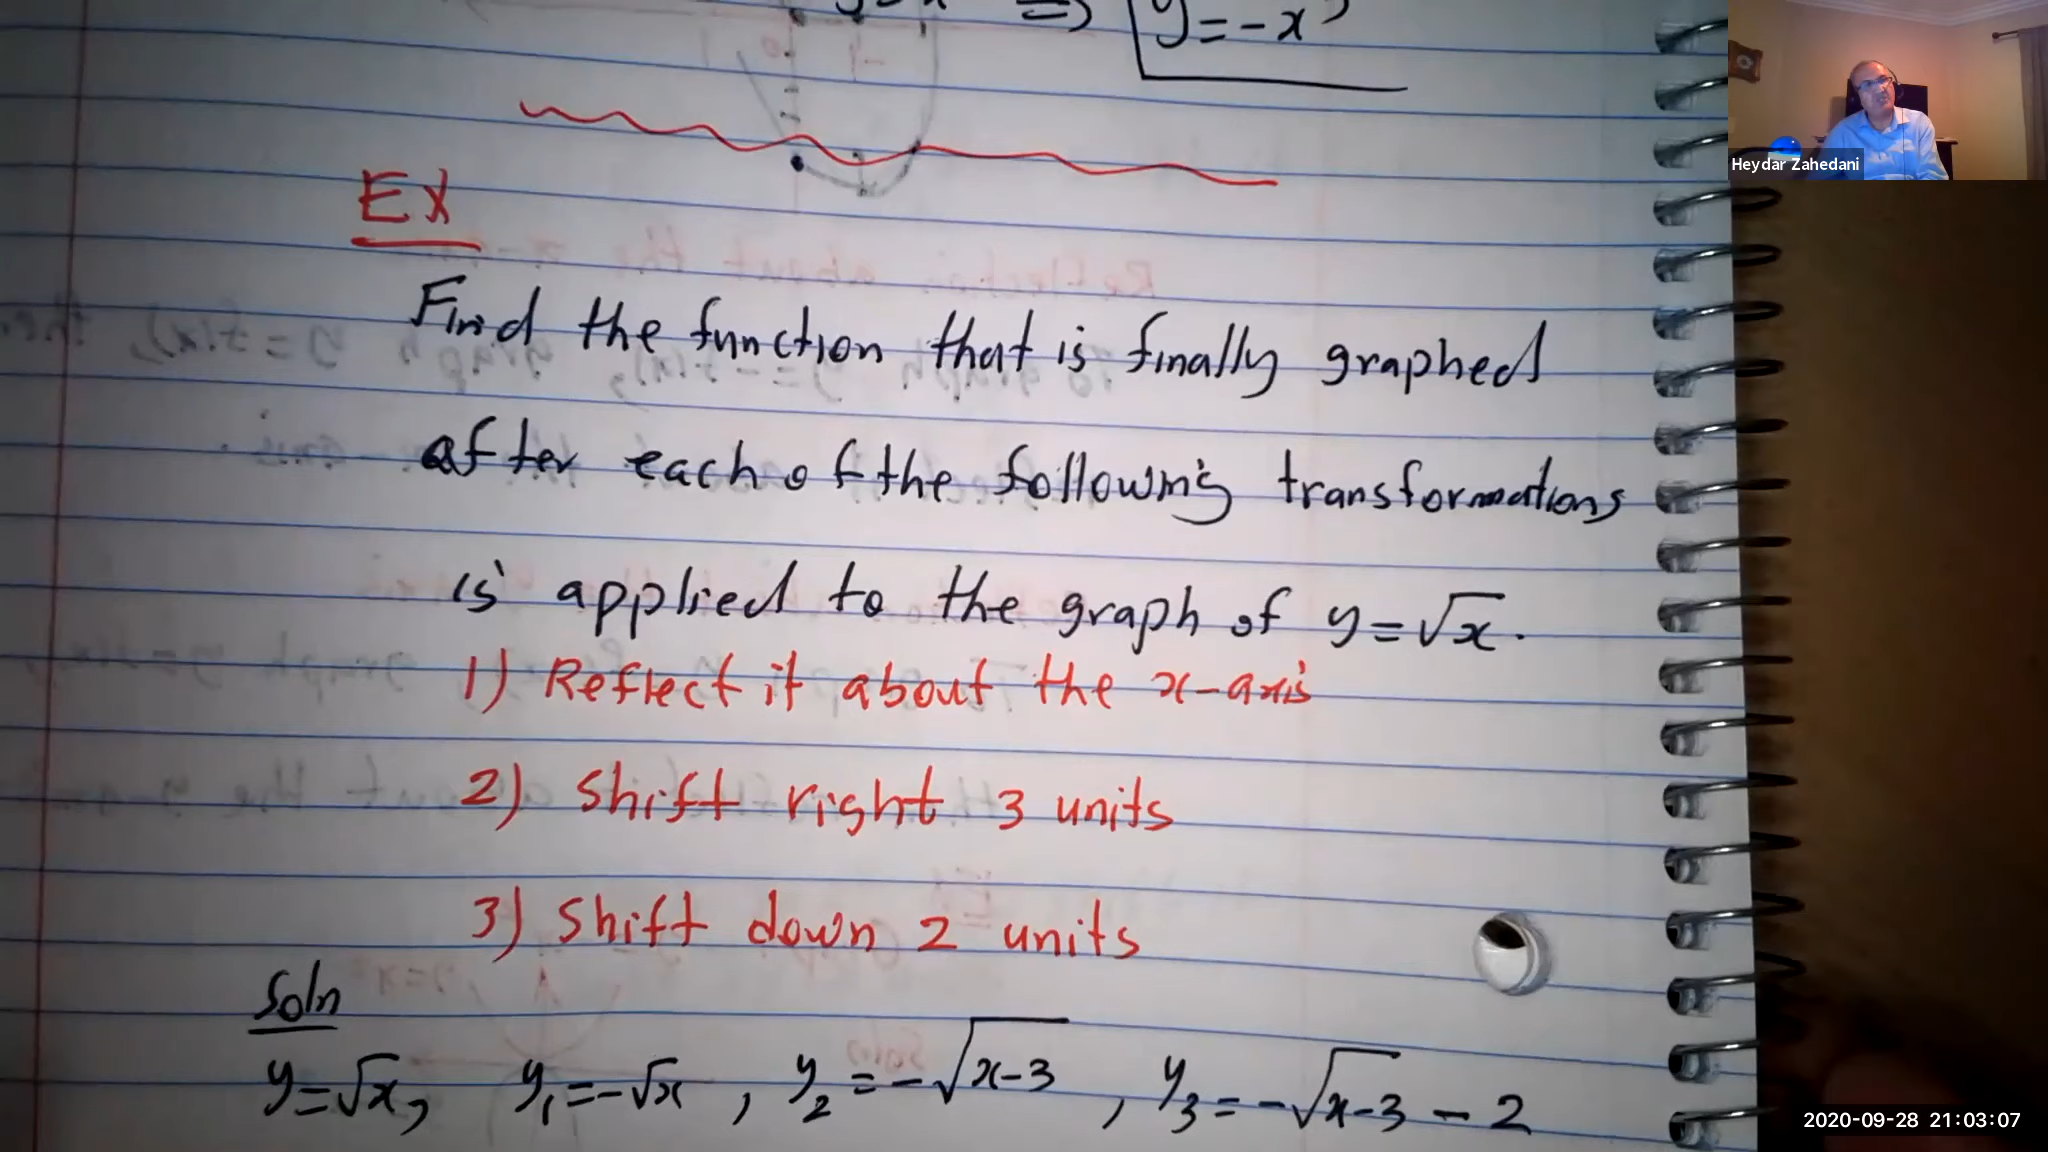 y = -x²
Heydar Zahedani
EX
Find the function that is finally graphed
after each of the following transformations
is applied to the graph of y=√x.
1) Reflect it about the x-axis
2) Shift right 3 units
3) Shift down 2 units
Soln
y=√x, y₁=-√x, y₂=-√x-3, y₃=-√x-3 - 2
2020-09-28 21:03:07